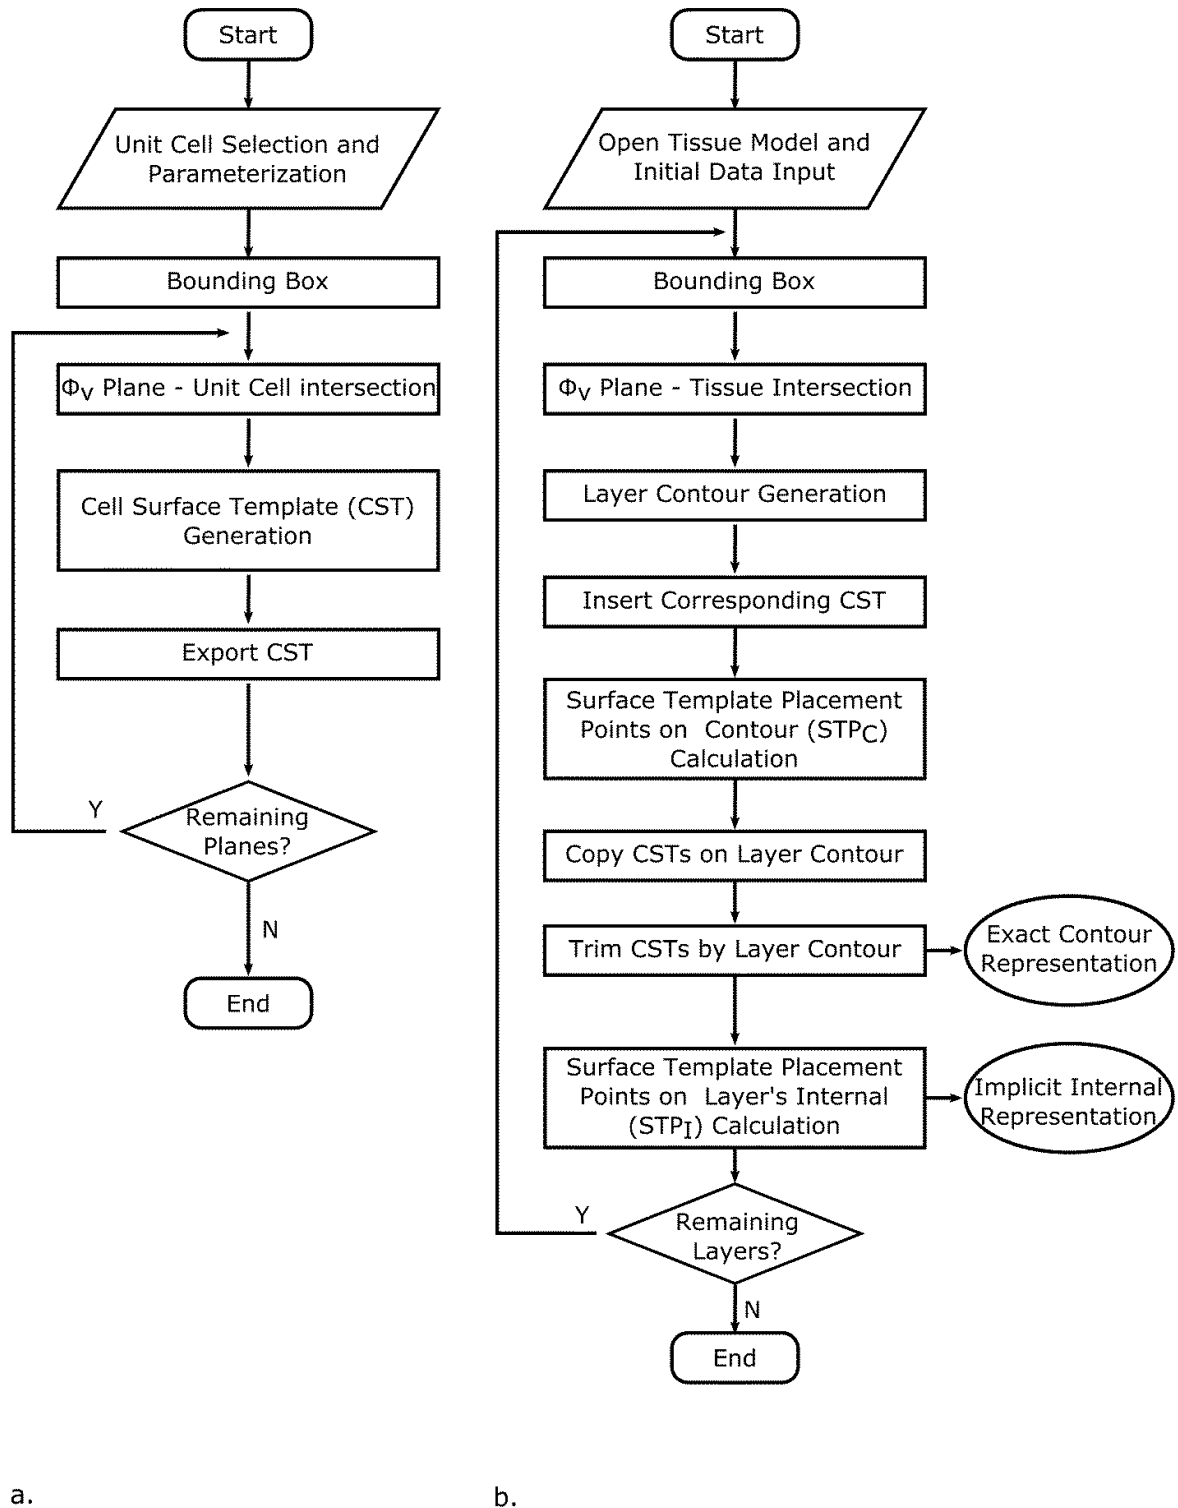 Start
Unit Cell Selection and
Parameterization
Bounding Box
Φv Plane - Unit Cell intersection
Cell Surface Template (CST)
Generation
Export CST
Remaining
Planes?
Y
N
End
a.
Start
Open Tissue Model and
Initial Data Input
Bounding Box
Φv Plane - Tissue Intersection
Layer Contour Generation
Insert Corresponding CST
Surface Template Placement
Points on Contour (STPC)
Calculation
Copy CSTs on Layer Contour
Trim CSTs by Layer Contour
Exact Contour
Representation
Surface Template Placement
Points on Layer's Internal
(STPI) Calculation
Implicit Internal
Representation
Remaining
Layers?
Y
N
End
b.